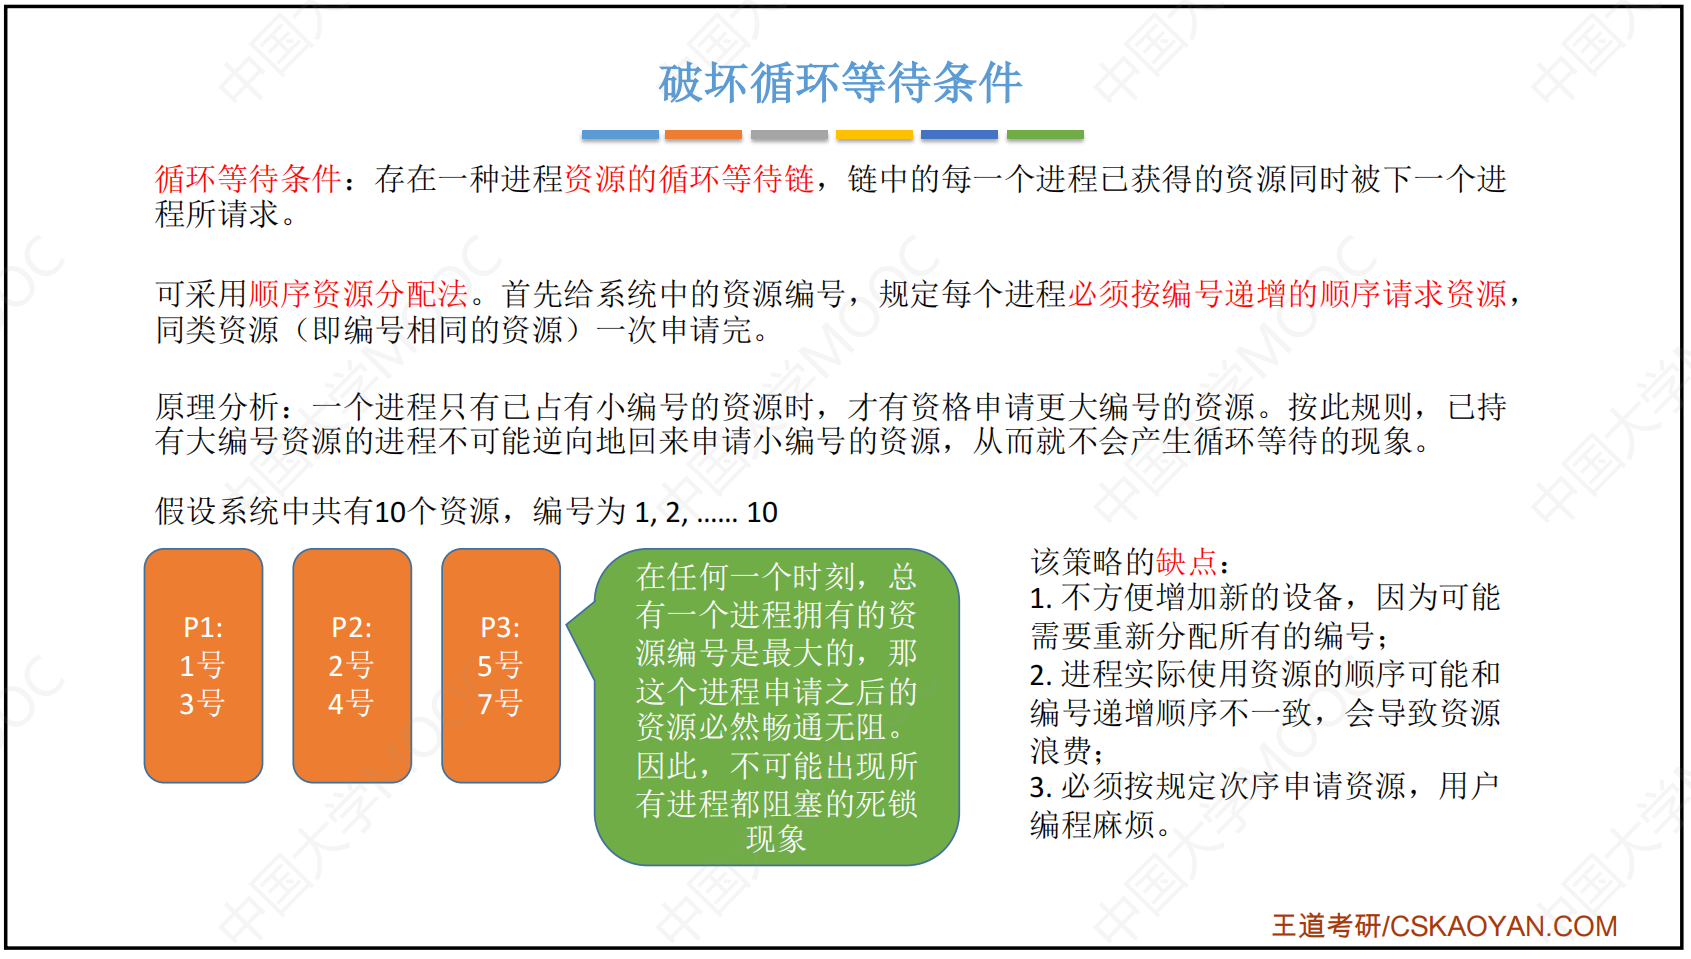 破坏循环等待条件
循环等待条件：存在一种进程资源的循环等待链，链中的每一个进程已获得的资源同时被下一个进
程所请求。
可采用顺序资源分配法。首先给系统中的资源编号，规定每个进程必须按编号递增的顺序请求资源，
同类资源（即编号相同的资源）一次申请完。
原理分析：一个进程只有已占有小编号的资源时，才有资格申请更大编号的资源。按此规则，已持
有大编号资源的进程不可能逆向地回来申请小编号的资源，从而就不会产生循环等待的现象。
假设系统中共有10个资源，编号为 1, 2, …… 10
P1:
1号
3号
P2:
2号
4号
P3:
5号
7号
在任何一个时刻，总
有一个进程拥有的资
源编号是最大的，那
这个进程申请之后的
资源必然畅通无阻。
因此，不可能出现所
有进程都阻塞的死锁
现象
该策略的缺点：
1. 不方便增加新的设备，因为可能
需要重新分配所有的编号；
2. 进程实际使用资源的顺序可能和
编号递增顺序不一致，会导致资源
浪费；
3. 必须按规定次序申请资源，用户
编程麻烦。
王道考研/CSKAOYAN.COM
中国大学MOOC